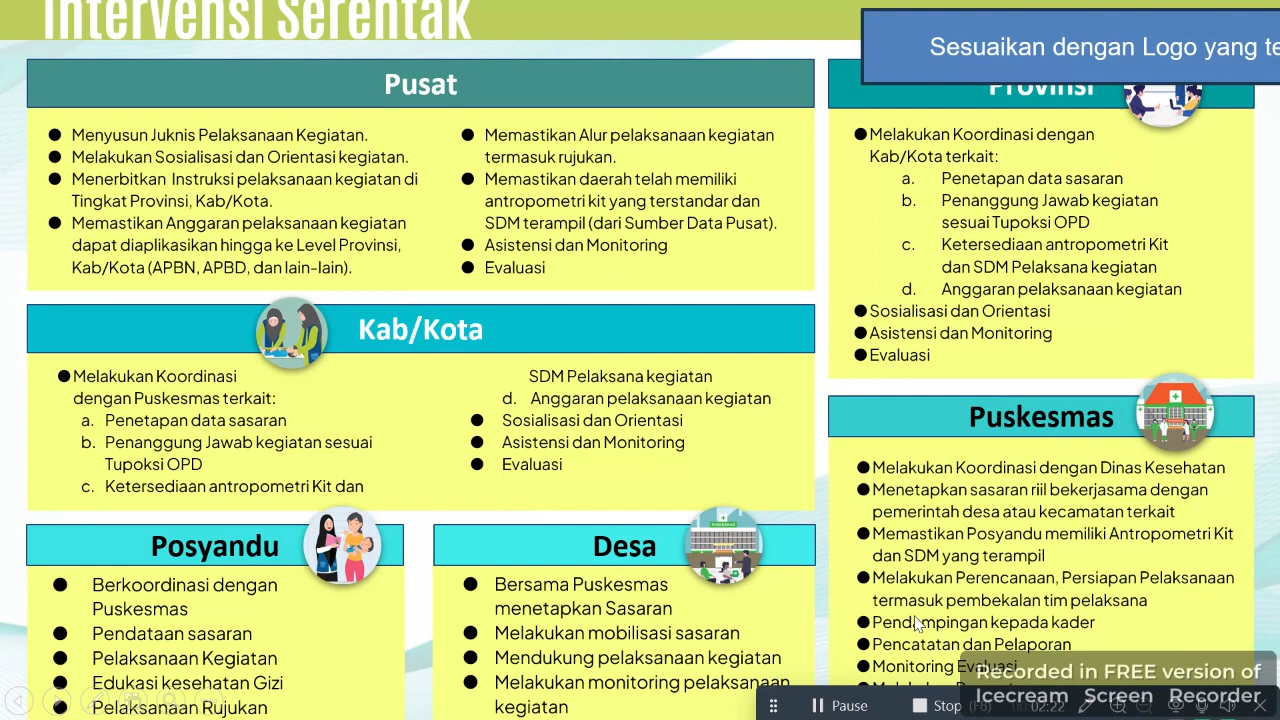 Intervensi Serentak
Sesuaikan dengan Logo yang te
Pusat
● Menyusun Juknis Pelaksanaan Kegiatan.
● Melakukan Sosialisasi dan Orientasi kegiatan.
● Menerbitkan Instruksi pelaksanaan kegiatan di
Tingkat Provinsi, Kab/Kota.
● Memastikan Anggaran pelaksanaan kegiatan
dapat diaplikasikan hingga ke Level Provinsi,
Kab/Kota (APBN, APBD, dan lain-lain).
● Memastikan Alur pelaksanaan kegiatan
termasuk rujukan.
● Memastikan daerah telah memiliki
antropometri kit yang terstandar dan
SDM terampil (dari Sumber Data Pusat).
● Asistensi dan Monitoring
● Evaluasi
Provinsi
● Melakukan Koordinasi dengan
Kab/Kota terkait:
a. Penetapan data sasaran
b. Penanggung Jawab kegiatan
sesuai Tupoksi OPD
c. Ketersediaan antropometri Kit
dan SDM Pelaksana kegiatan
d. Anggaran pelaksanaan kegiatan
● Sosialisasi dan Orientasi
● Asistensi dan Monitoring
● Evaluasi
Kab/Kota
● Melakukan Koordinasi
dengan Puskesmas terkait:
a. Penetapan data sasaran
b. Penanggung Jawab kegiatan sesuai
Tupoksi OPD
c. Ketersediaan antropometri Kit dan
SDM Pelaksana kegiatan
d. Anggaran pelaksanaan kegiatan
● Sosialisasi dan Orientasi
● Asistensi dan Monitoring
● Evaluasi
Puskesmas
● Melakukan Koordinasi dengan Dinas Kesehatan
● Menetapkan sasaran riil bekerjasama dengan
pemerintah desa atau kecamatan terkait
● Memastikan Posyandu memiliki Antropometri Kit
dan SDM yang terampil
● Melakukan Perencanaan, Persiapan Pelaksanaan
termasuk pembekalan tim pelaksana
● Pendampingan kepada kader
● Pencatatan dan Pelaporan
● Monitoring Evaluasi
Posyandu
● Berkoordinasi dengan
Puskesmas
● Pendataan sasaran
● Pelaksanaan Kegiatan
● Edukasi kesehatan Gizi
● Pelaksanaan Rujukan
Desa
● Bersama Puskesmas
menetapkan Sasaran
● Melakukan mobilisasi sasaran
● Mendukung pelaksanaan kegiatan
● Melakukan monitoring pelaksanaan
kegiatan
Recorded in FREE version of
Icecream Screen Recorder
Pause
Stop (F8)
00:02:22